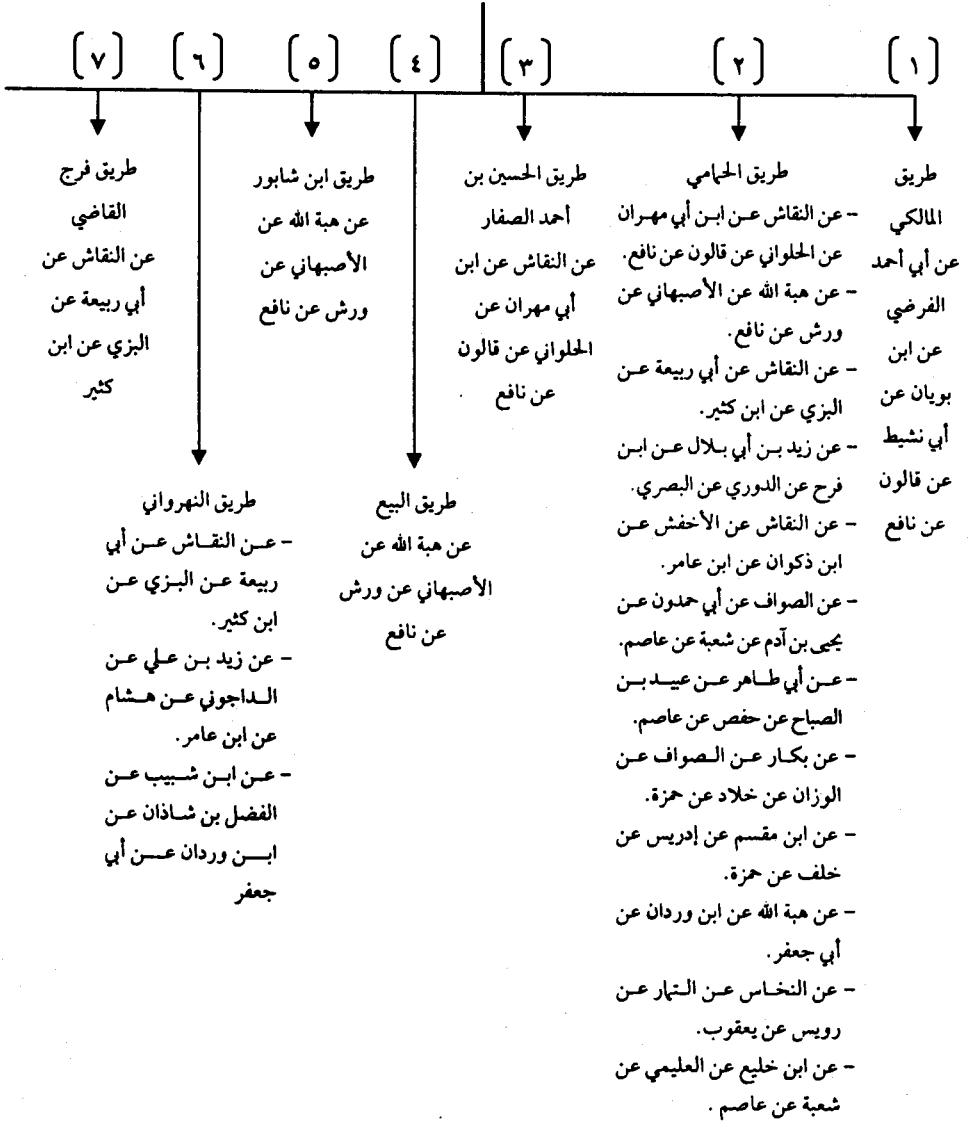 [١]
[٢]
[٣]
[٤]
[٥]
[٦]
[٧]
طريق
المالكي
عن أبي أحمد
الفرضي
عن ابن
بويان عن
أبي نشيط
عن قالون
عن نافع
طريق الحمامي
- عن النقاش عن ابن أبي مهران
عن الحلواني عن قالون عن نافع.
- عن هبة الله عن الأصبهاني عن
ورش عن نافع.
- عن النقاش عن أبي ربيعة عن
البزي عن ابن كثير.
- عن زيد بن أبي بلال عن ابن
فرح عن الدوري عن البصري.
- عن النقاش عن الأخفش عن
ابن ذكوان عن ابن عامر.
- عن الصواف عن أبي حمدون عن
يحيى بن آدم عن شعبة عن عاصم.
- عن أبي طاهر عن عبيد بن
الصباح عن حفص عن عاصم.
- عن بكار عن الصواف عن
الوزان عن خلاد عن حمزة.
- عن ابن مقسم عن إدريس عن
خلف عن حمزة.
- عن هبة الله عن ابن وردان عن
أبي جعفر.
- عن النخاس عن التمار عن
رويس عن يعقوب.
- عن ابن خليع عن العليمي عن
شعبة عن عاصم .
طريق الحسين بن
أحمد الصفار
عن النقاش عن ابن
أبي مهران عن
الحلواني عن قالون
عن نافع
طريق البيع
عن هبة الله عن
الأصبهاني عن ورش
عن نافع
طريق ابن شابور
عن هبة الله عن
الأصبهاني عن
ورش عن نافع
طريق النهرواني
- عن النقاش عن أبي
ربيعة عن البزي عن
ابن كثير.
- عن زيد بن علي عن
الداجوني عن هشام
عن ابن عامر.
- عن ابن شبيب عن
الفضل بن شاذان عن
ابن وردان عن أبي
جعفر
طريق فرج
القاضي
عن النقاش عن
أبي ربيعة عن
البزي عن ابن
كثير